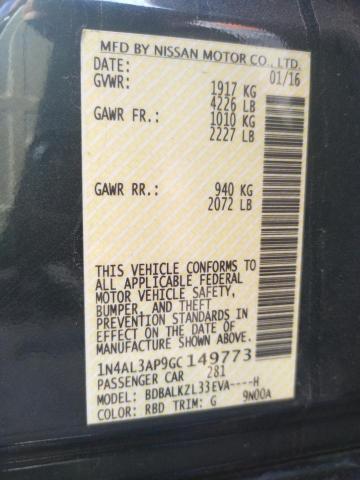 MFD BY NISSAN MOTOR CO., LTD.
DATE: 01/16
GVWR: 1917 KG
4226 LB
GAWR FR: 1010 KG
2227 LB
GAWR RR: 940 KG
2072 LB
THIS VEHICLE CONFORMS TO
ALL APPLICABLE FEDERAL
MOTOR VEHICLE SAFETY,
BUMPER, AND THEFT
PREVENTION STANDARDS
IN EFFECT ON THE DATE OF
MANUFACTURE SHOWN ABOVE.
1N4AL3AP9GC149773
PASSENGER CAR 281
MODEL: BDBALKZL33EVA----H
COLOR: RBD TRIM: G 9N00A